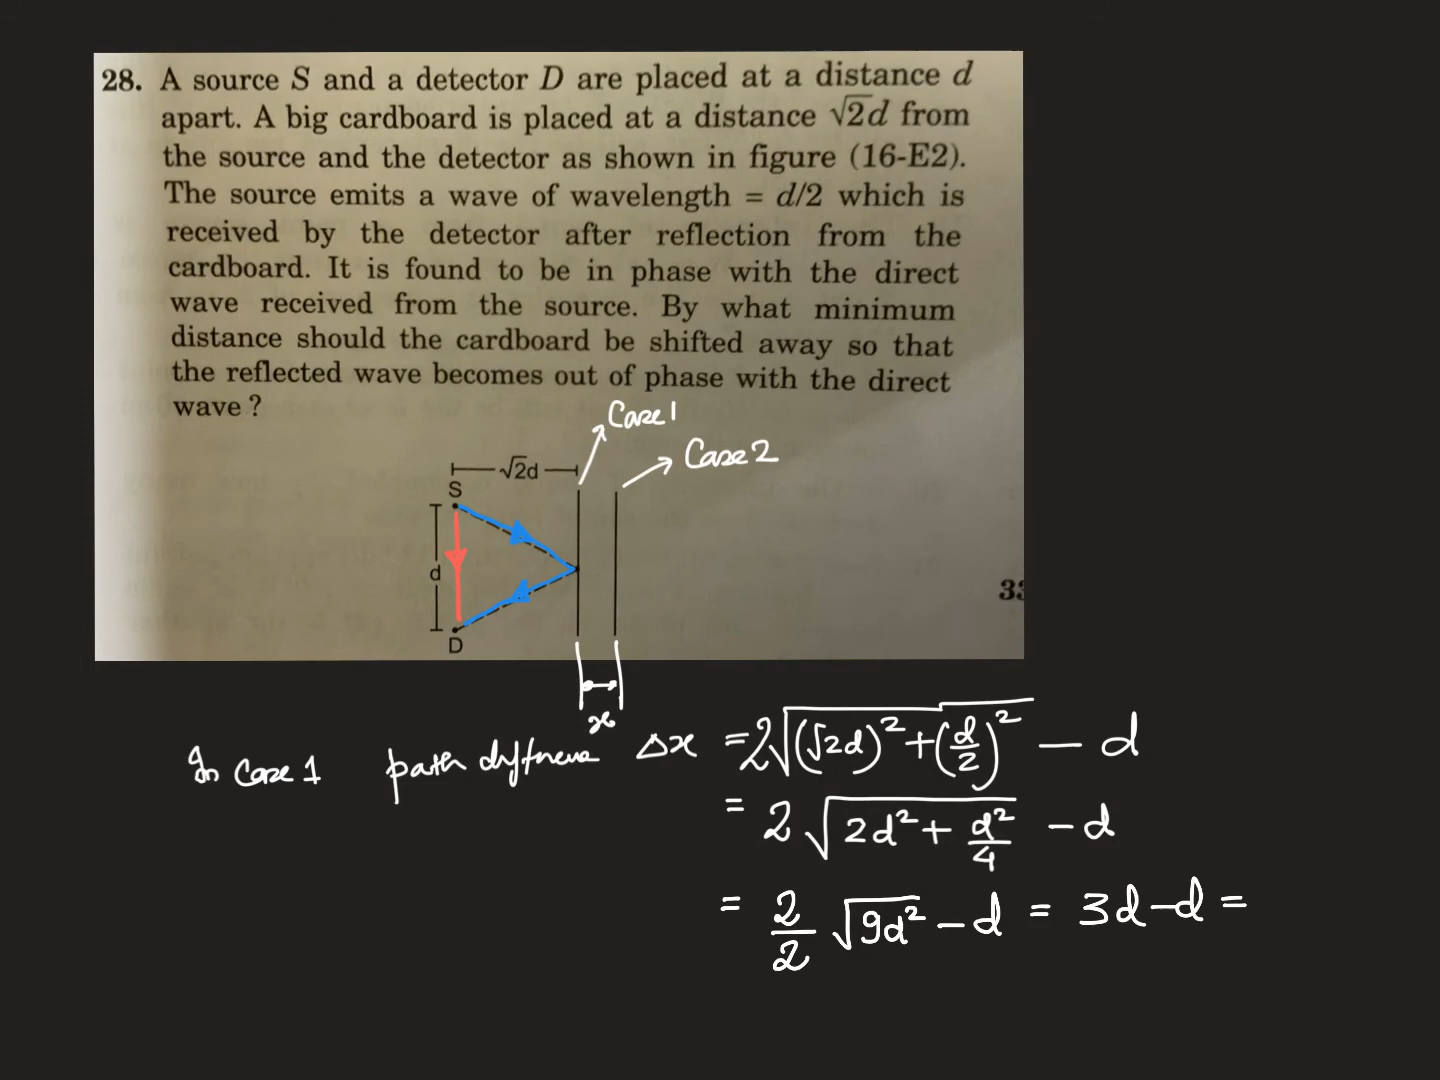 28. A source S and a detector D are placed at a distance d
apart. A big cardboard is placed at a distance √2d from
the source and the detector as shown in figure (16-E2).
The source emits a wave of wavelength = d/2 which is
received by the detector after reflection from the
cardboard. It is found to be in phase with the direct
wave received from the source. By what minimum
distance should the cardboard be shifted away so that
the reflected wave becomes out of phase with the direct
wave ?
Case 1
Case 2
√2d
S
d
D
33
x
In Case 1 path difference Δx = 2√((√2d)² + (d/2)²) − d
= 2√(2d² + d²/4) − d
= 2/2 √9d² − d = 3d − d =